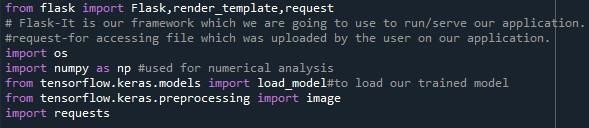 from flask import Flask,render_template,request
# Flask-It is our framework which we are going to use to run/serve our application.
#request-for accessing file which was uploaded by the user on our application.
import os
import numpy as np #used for numerical analysis
from tensorflow.keras.models import load_model#to load our trained model
from tensorflow.keras.preprocessing import image
import requests